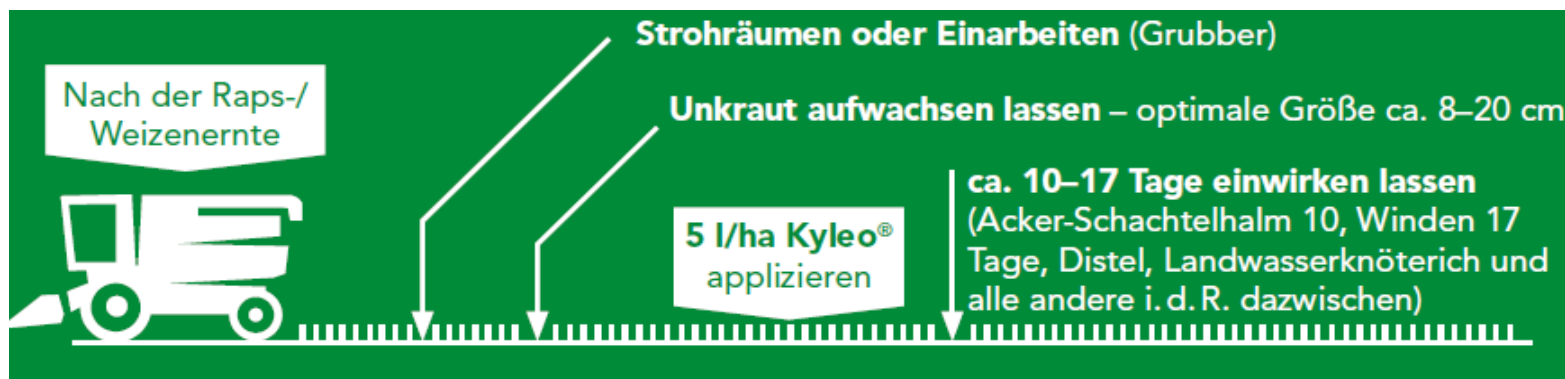 Strohräumen oder Einarbeiten (Grubber)
Nach der Raps-/
Weizenernte
Unkraut aufwachsen lassen – optimale Größe ca. 8–20 cm
5 l/ha Kyleo®
applizieren
ca. 10–17 Tage einwirken lassen
(Acker-Schachtelhalm 10, Winden 17
Tage, Distel, Landwasserknöterich und
alle andere i. d. R. dazwischen)